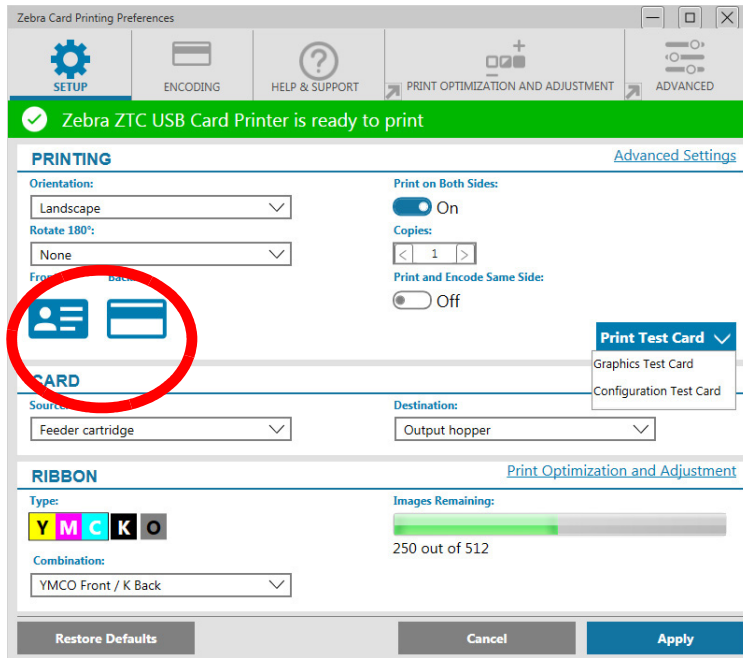 Zebra Card Printing Preferences
SETUP
ENCODING
HELP & SUPPORT
PRINT OPTIMIZATION AND ADJUSTMENT
ADVANCED
Zebra ZTC USB Card Printer is ready to print
PRINTING
Advanced Settings
Orientation:
Print on Both Sides:
Landscape
On
Rotate 180°:
Copies:
None
1
Print and Encode Same Side:
Off
Print Test Card
Graphics Test Card
Configuration Test Card
CARD
Source:
Destination:
Feeder cartridge
Output hopper
RIBBON
Print Optimization and Adjustment
Type:
Images Remaining:
Y M C K O
250 out of 512
Combination:
YMCO Front / K Back
Restore Defaults
Cancel
Apply